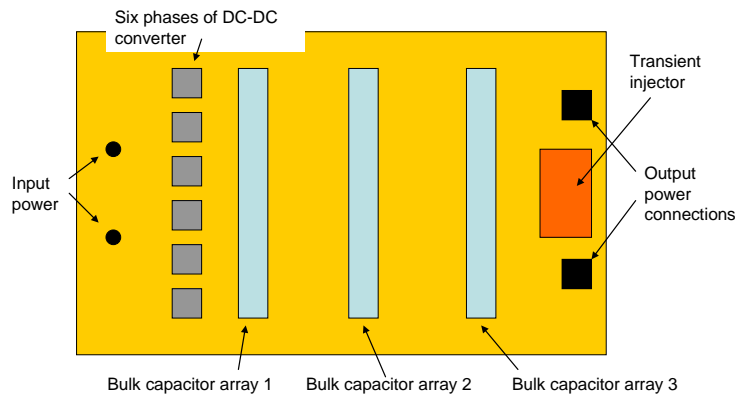 Six phases of DC-DC
converter
Transient
injector
Input
power
Output
power
connections
Bulk capacitor array 1
Bulk capacitor array 2
Bulk capacitor array 3